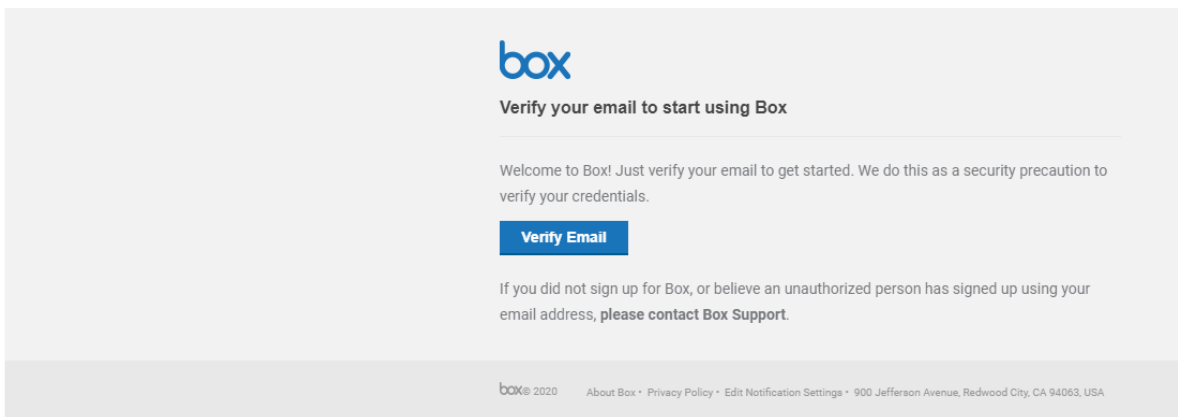 box
Verify your email to start using Box
Welcome to Box! Just verify your email to get started. We do this as a security precaution to
verify your credentials.
Verify Email
If you did not sign up for Box, or believe an unauthorized person has signed up using your
email address, please contact Box Support.
box® 2020 About Box • Privacy Policy • Edit Notification Settings • 900 Jefferson Avenue, Redwood City, CA 94063, USA